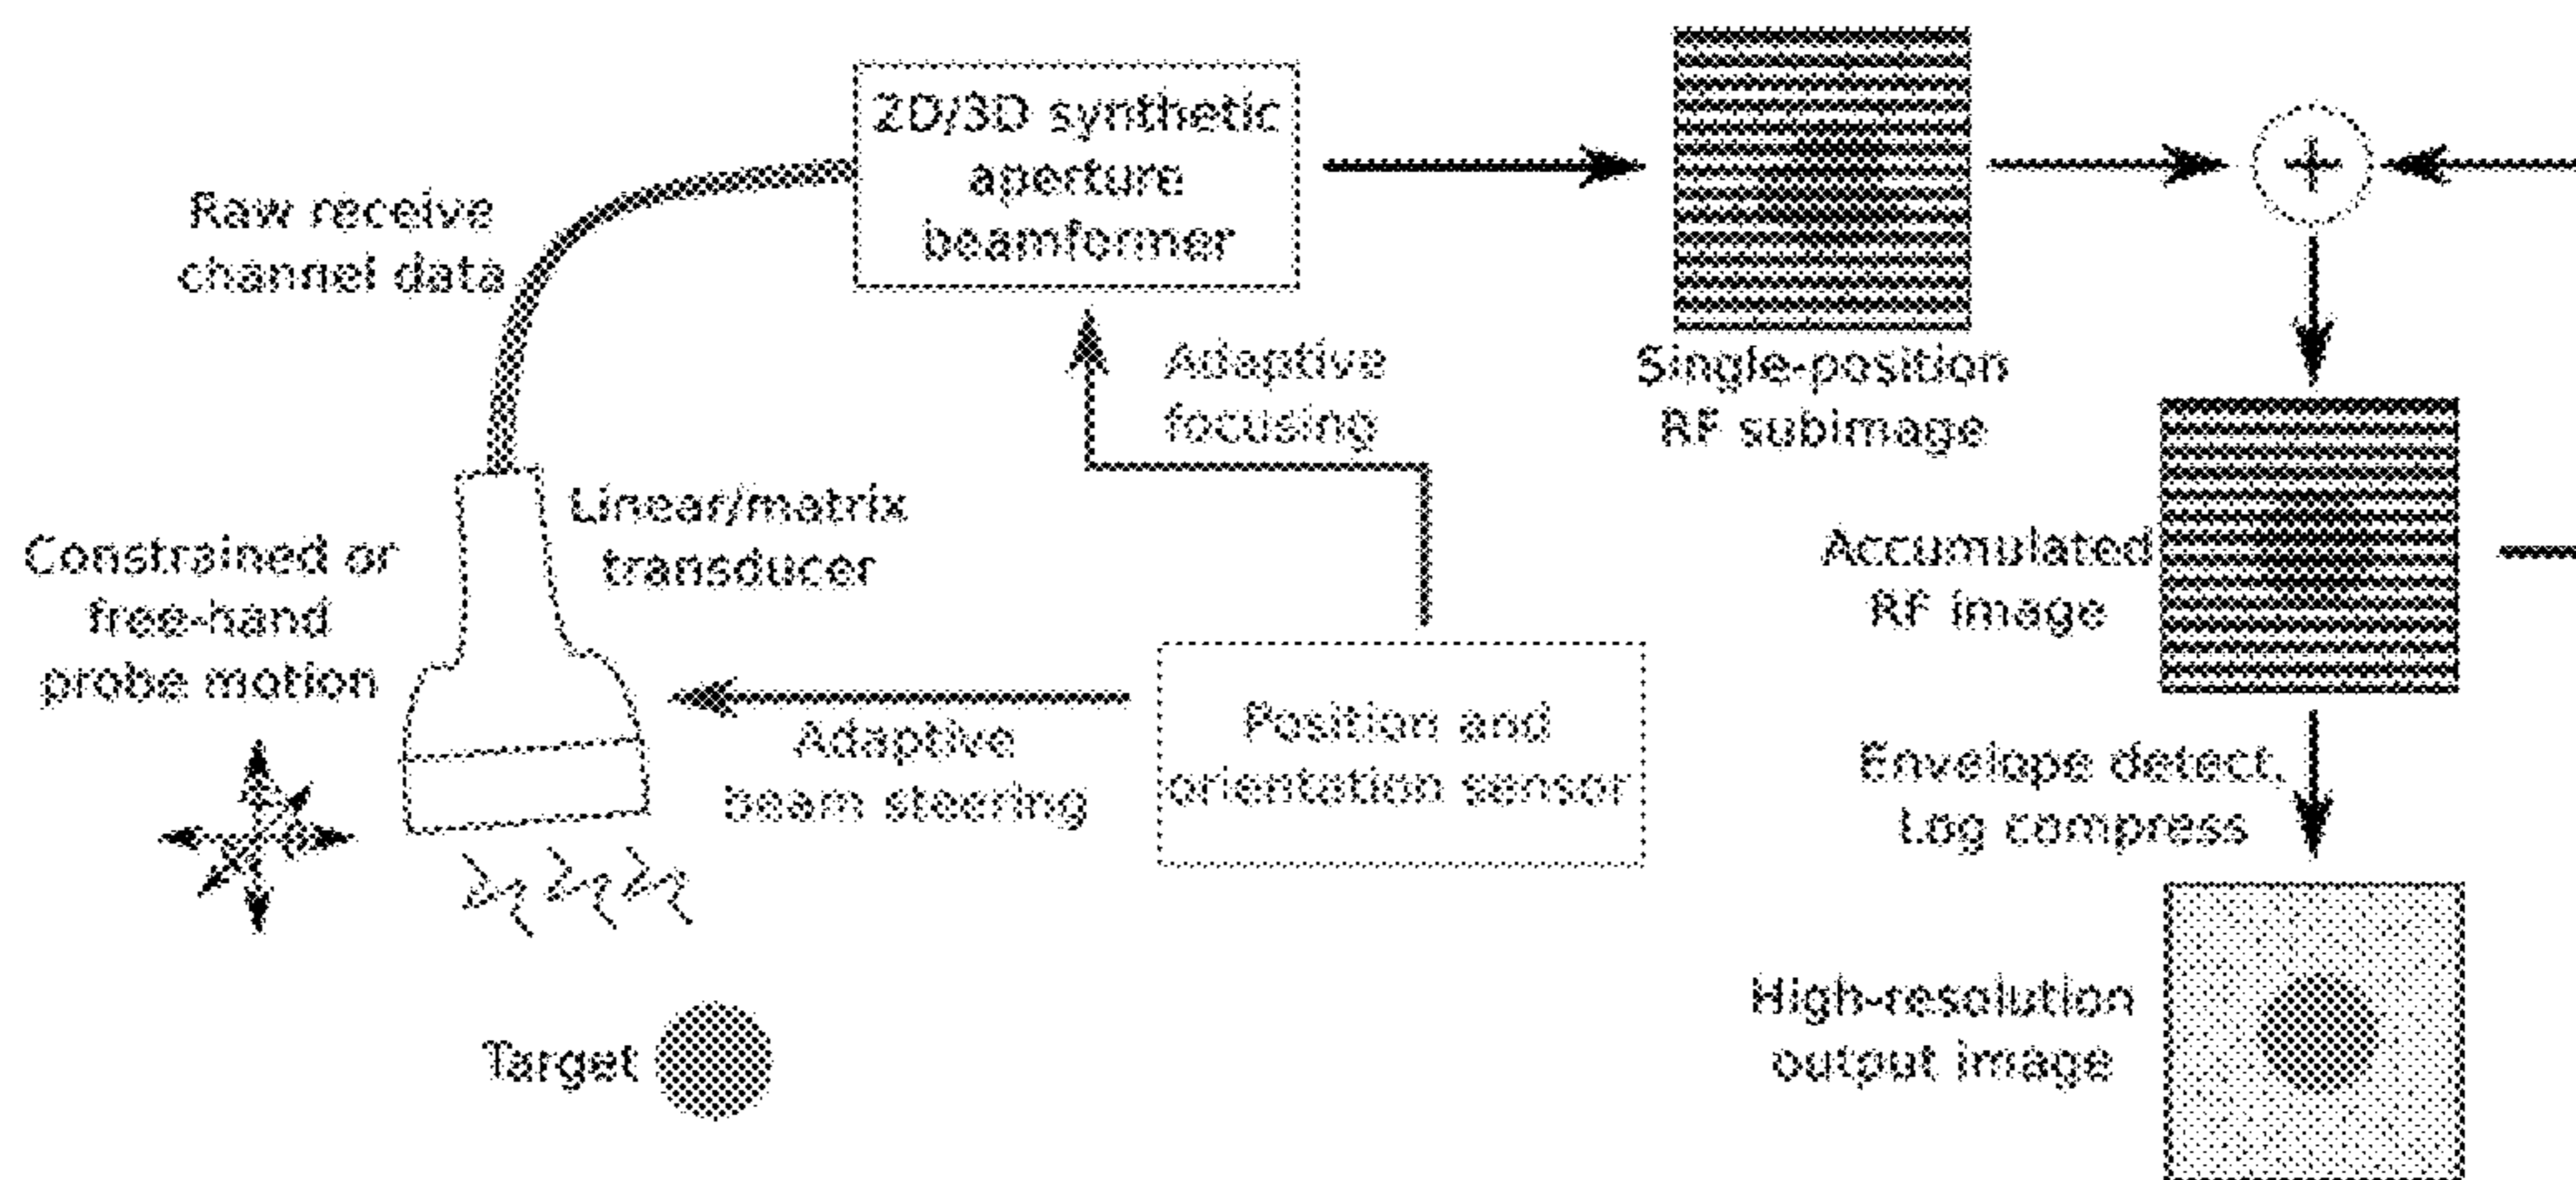 2D/3D synthetic
aperture
beamformer
Raw receive
channel data
Adaptive
focusing
Single-position
RF subimage
+
Linear/matrix
transducer
Constrained or
free-hand
probe motion
Accumulated
RF image
Position and
orientation sensor
Adaptive
beam steering
Envelope detect,
Log compress
High-resolution
output image
Target